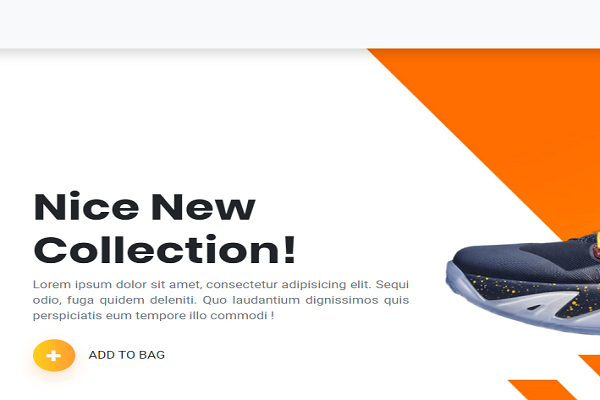 Nice New
Collection!
Lorem ipsum dolor sit amet, consectetur adipisicing elit. Sequi
odio, fuga quidem deleniti. Quo laudantium dignissimos quis
perspiciatis eum tempore illo commodi !
ADD TO BAG